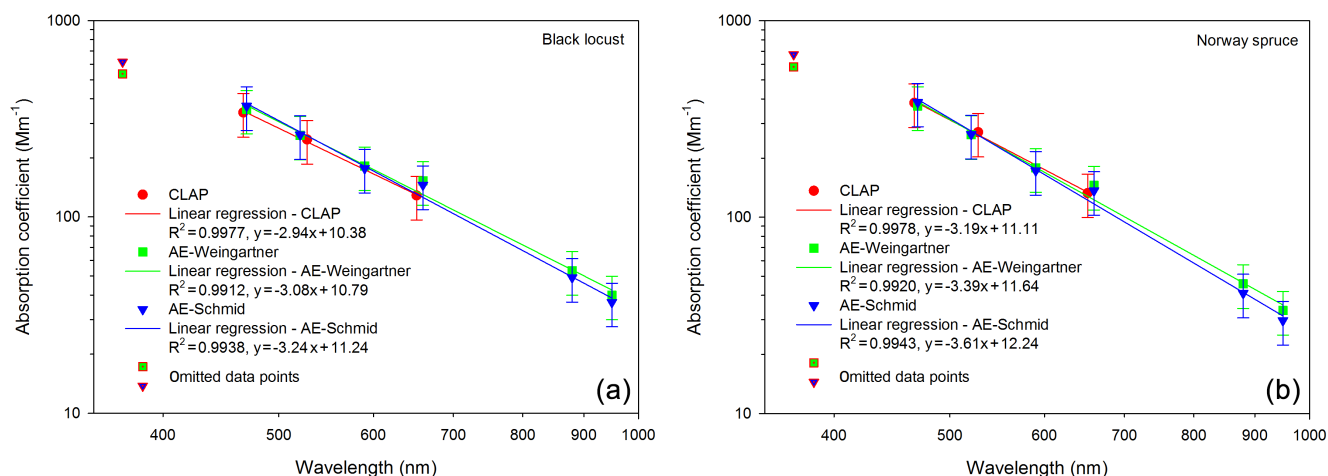 1000
Black locust
Absorption coefficient (Mm⁻¹)
100
CLAP
Linear regression - CLAP
R²=0.9977, y=-2.94x+10.38
AE-Weingartner
Linear regression - AE-Weingartner
R²=0.9912, y=-3.08x+10.79
AE-Schmid
Linear regression - AE-Schmid
R²=0.9938, y=-3.24x+11.24
Omitted data points
(a)
10
400 500 600 700 800 900 1000
Wavelength (nm)
1000
Norway spruce
Absorption coefficient (Mm⁻¹)
100
CLAP
Linear regression - CLAP
R²=0.9978, y=-3.19x+11.11
AE-Weingartner
Linear regression - AE-Weingartner
R²=0.9920, y=-3.39x+11.64
AE-Schmid
Linear regression - AE-Schmid
R²=0.9943, y=-3.61x+12.24
Omitted data points
(b)
10
400 500 600 700 800 900 1000
Wavelength (nm)